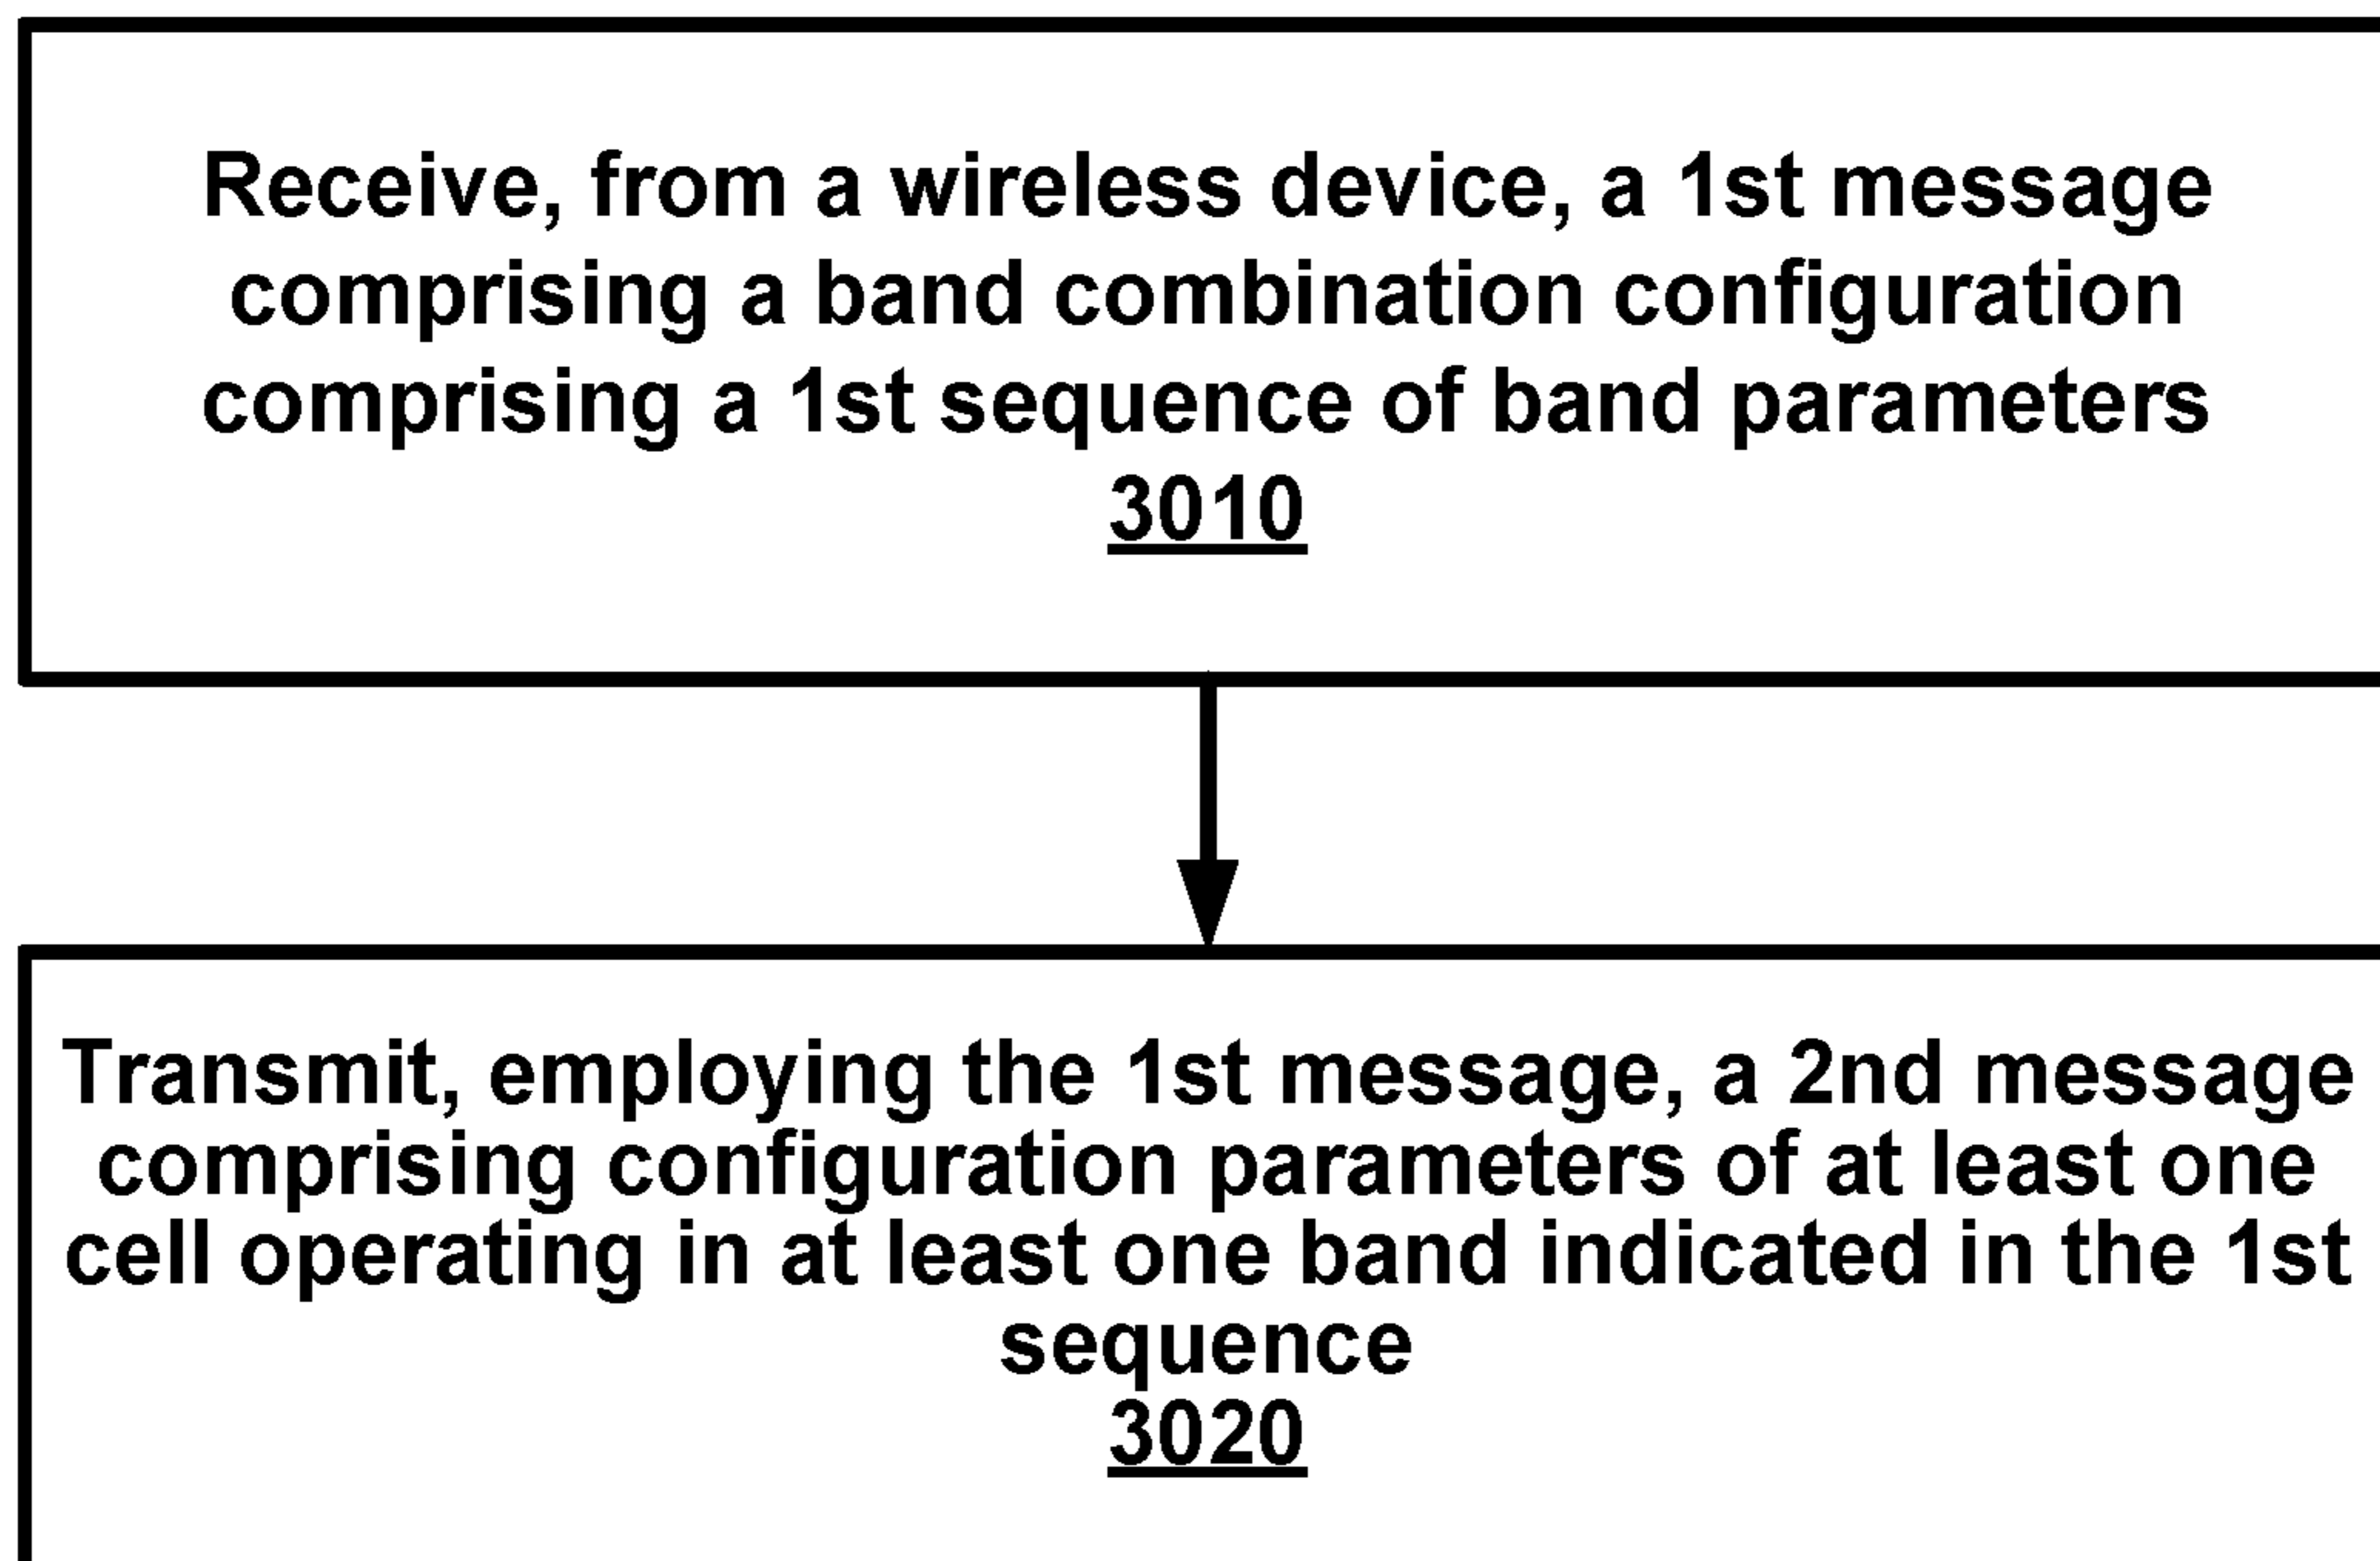 Receive, from a wireless device, a 1st message
comprising a band combination configuration
comprising a 1st sequence of band parameters
3010
Transmit, employing the 1st message, a 2nd message
comprising configuration parameters of at least one
cell operating in at least one band indicated in the 1st
sequence
3020